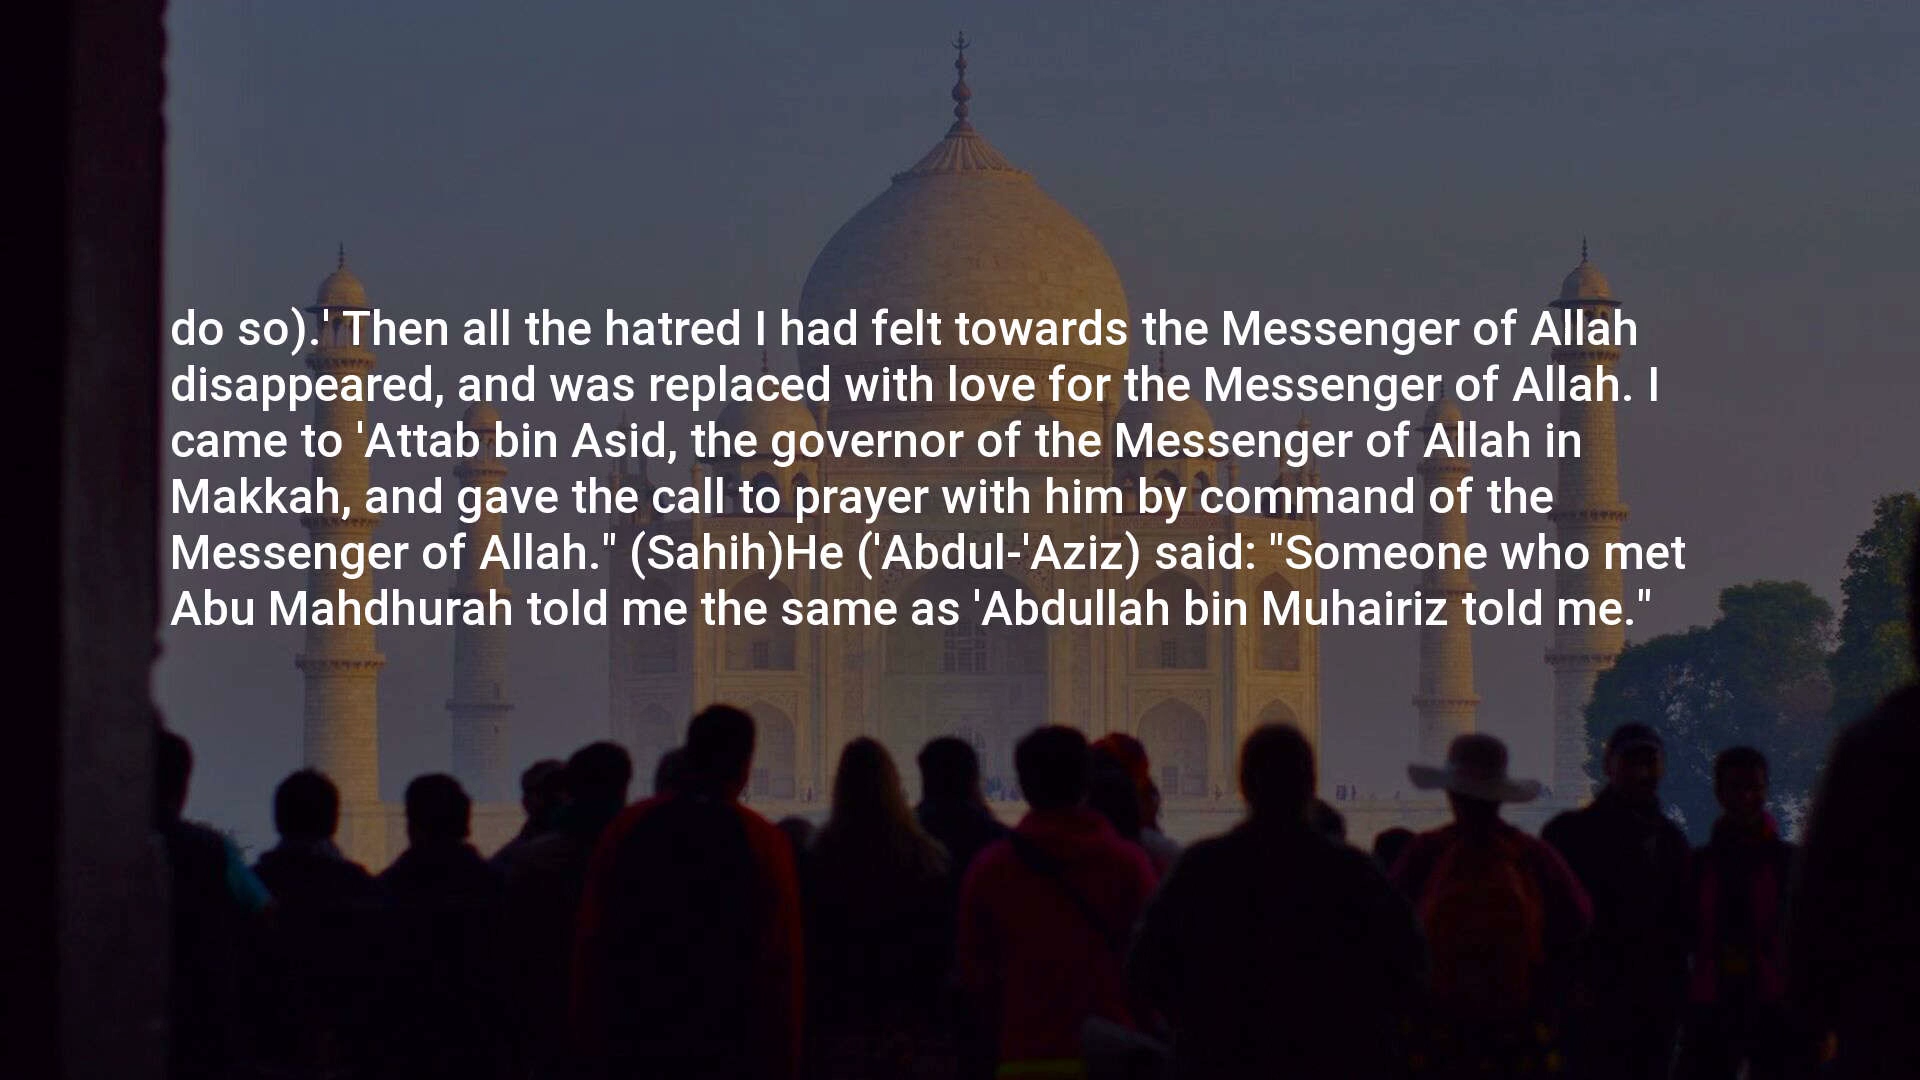 do so).' Then all the hatred I had felt towards the Messenger of Allah
disappeared, and was replaced with love for the Messenger of Allah. I
came to 'Attab bin Asid, the governor of the Messenger of Allah in
Makkah, and gave the call to prayer with him by command of the
Messenger of Allah." (Sahih)He ('Abdul-'Aziz) said: "Someone who met
Abu Mahdhurah told me the same as 'Abdullah bin Muhairiz told me."